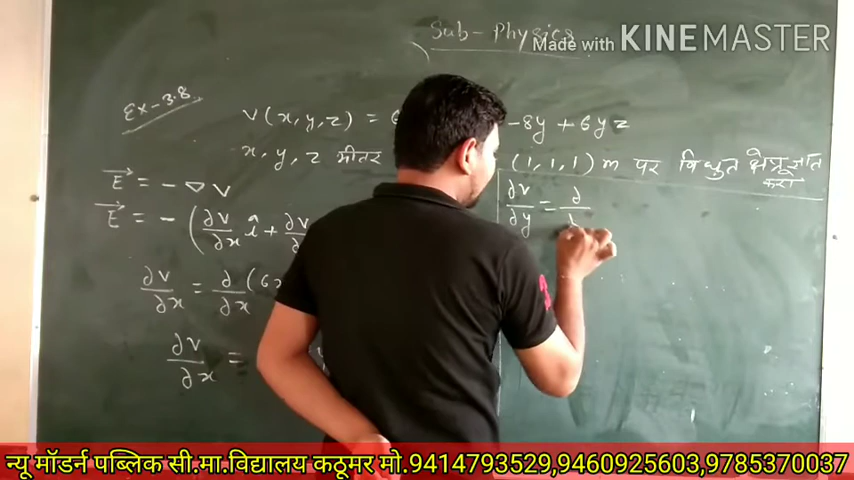 Sub-Physics
Made with KINEMASTER
Ex-3.8
V(x,y,z) = 6 -8y + 6yz
x, y, z मीटर (1,1,1) m पर विधुत क्षेत्र ज्ञात
करो
E⃗ = - ▽V
E⃗ = - (∂v/∂x î + ∂v/∂
∂v/∂x = ∂/∂x (6x
∂v/∂x =
∂v/∂y = ∂/
न्यू मॉडर्न पब्लिक सी.मा.विद्यालय कठूमर मो.9414793529,9460925603,9785370037